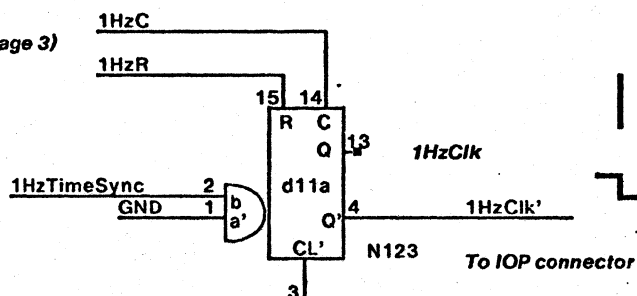 1HzC
age 3)
1HzR
15 14
R C
13
Q 1HzClk
1HzTimeSync 2 b d11a
GND 1 a' Q' 4 1HzClk'
CL' N123
To IOP connector
3